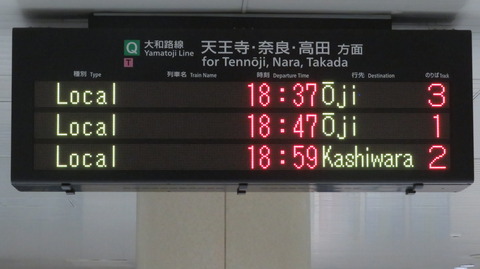 Q 大和路線 天王寺・奈良・高田 方面
T Yamatoji Line for Tennōji, Nara, Takada
種別 Type 列車名 Train Name 時刻 Departure Time 行先 Destination のりば Track
Local 18:37 Ōji 3
Local 18:47 Ōji 1
Local 18:59 Kashiwara 2